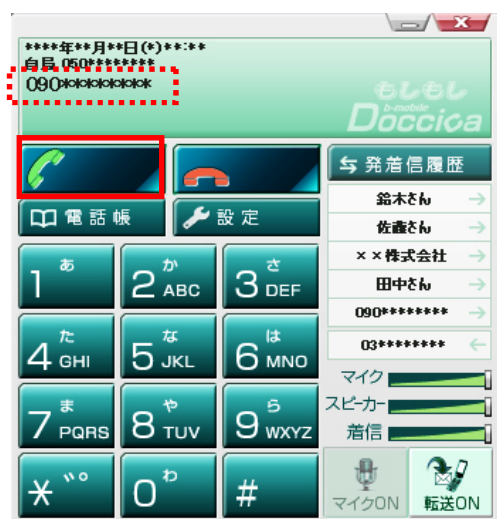 ****年**月**日(*)**:**
自局 050********
090********
もしもし
b-mobile
Doccica
発着信履歴
鈴木さん
佐藤さん
××株式会社
田中さん
090********
03********
電話帳
設定
1 あ
2 か ABC
3 さ DEF
4 た GHI
5 な JKL
6 は MNO
7 ま PQRS
8 や TUV
9 ら WXYZ
* ゛゜
0 わ
#
マイク
スピーカー
着信
マイクON
転送ON